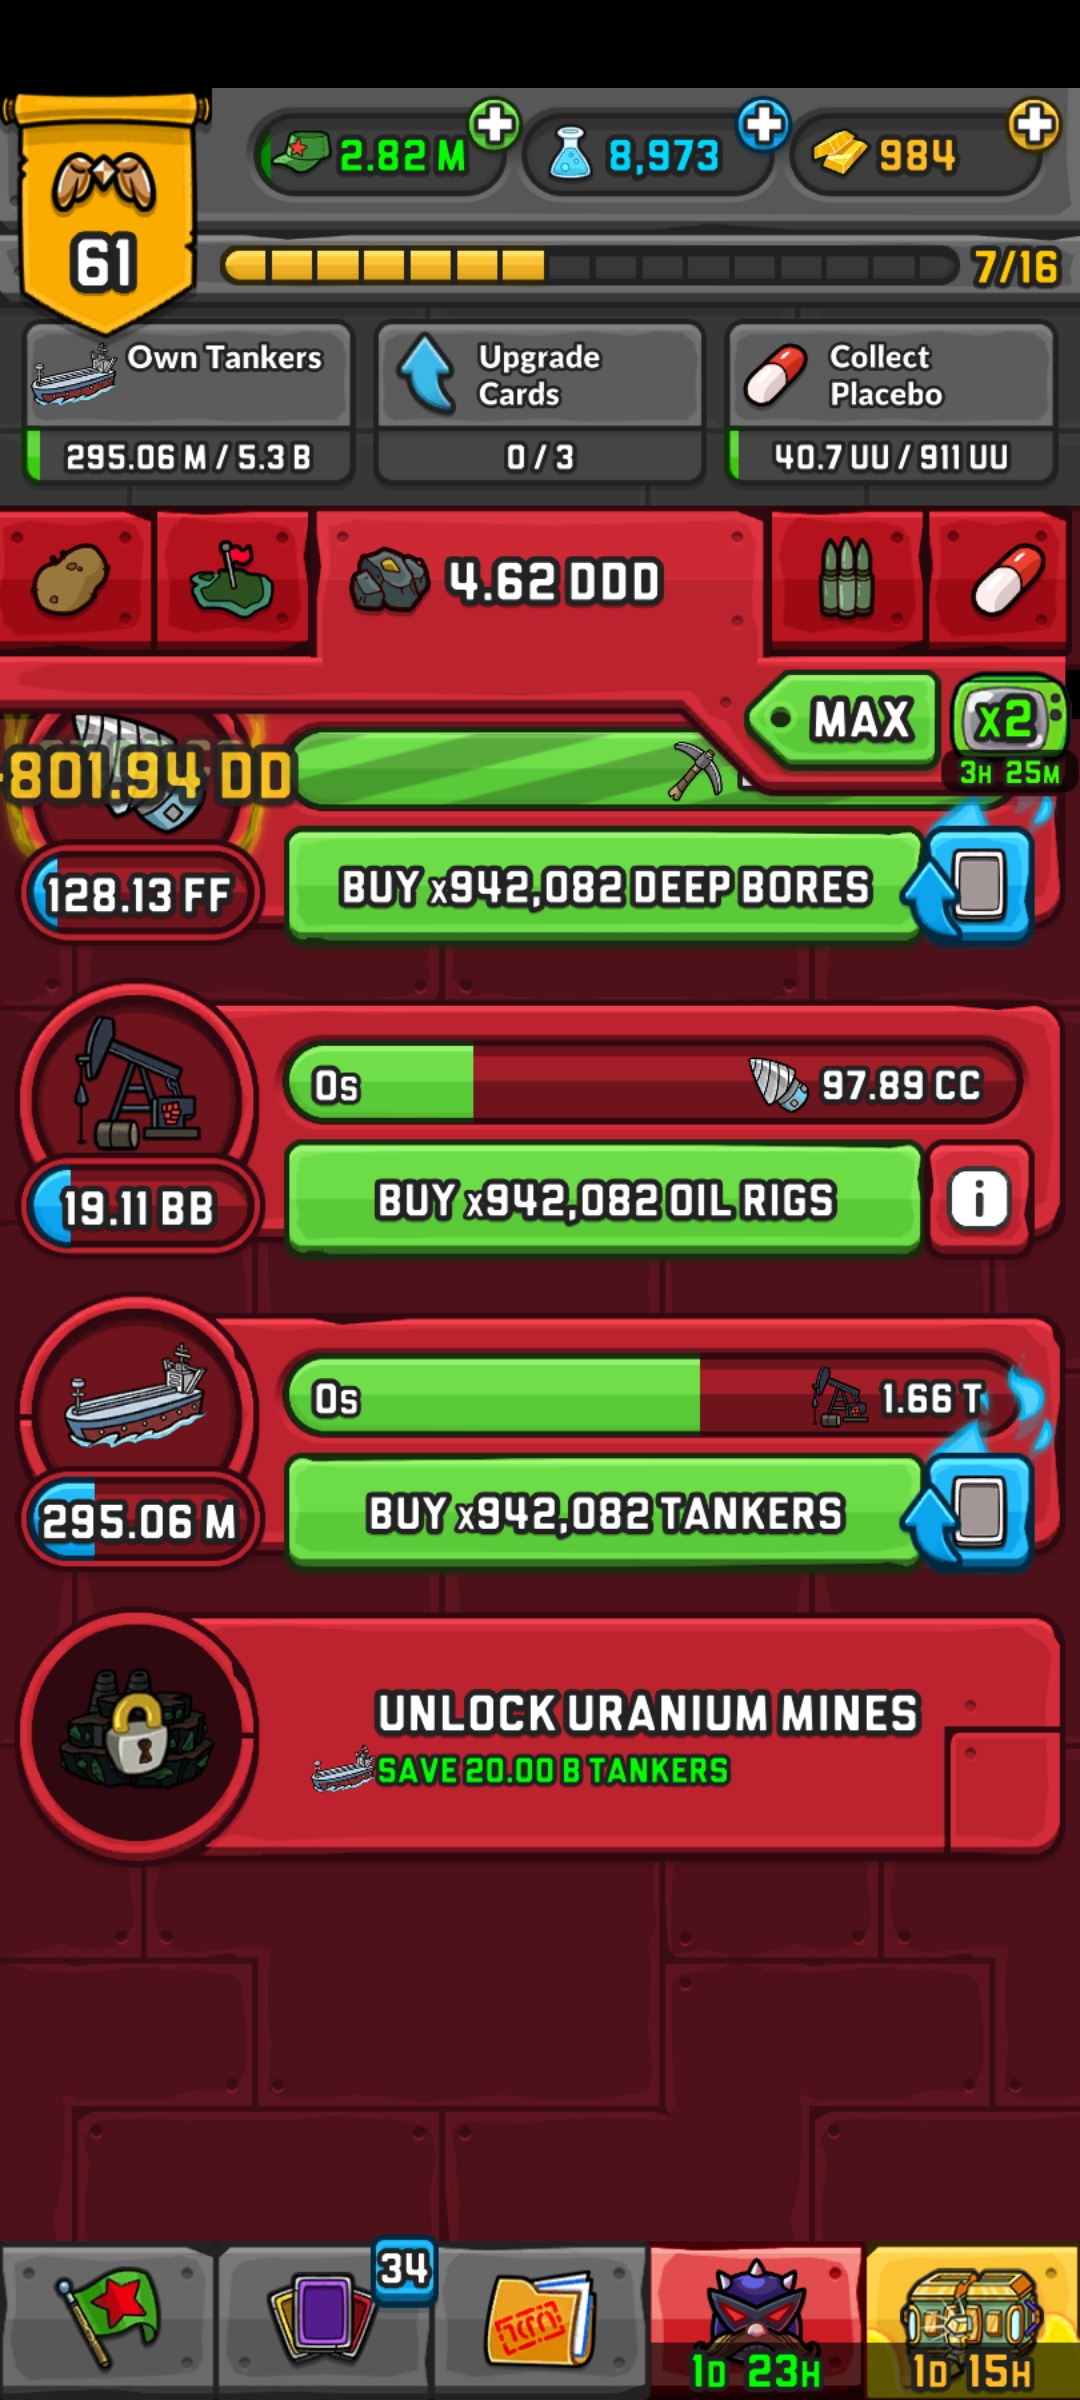 61
2.82 M
8,973
984
7/16
Own Tankers
295.06 M / 5.3 B
Upgrade
Cards
0 / 3
Collect
Placebo
40.7 UU / 911 UU
4.62 DDD
MAX
x2
3H 25M
-801.94 DD
128.13 FF
BUY x942,082 DEEP BORES
0s
97.89 CC
19.11 BB
BUY x942,082 OIL RIGS
i
0s
1.66 T
295.06 M
BUY x942,082 TANKERS
UNLOCK URANIUM MINES
SAVE 20.00 B TANKERS
34
1D 23H
1D 15H